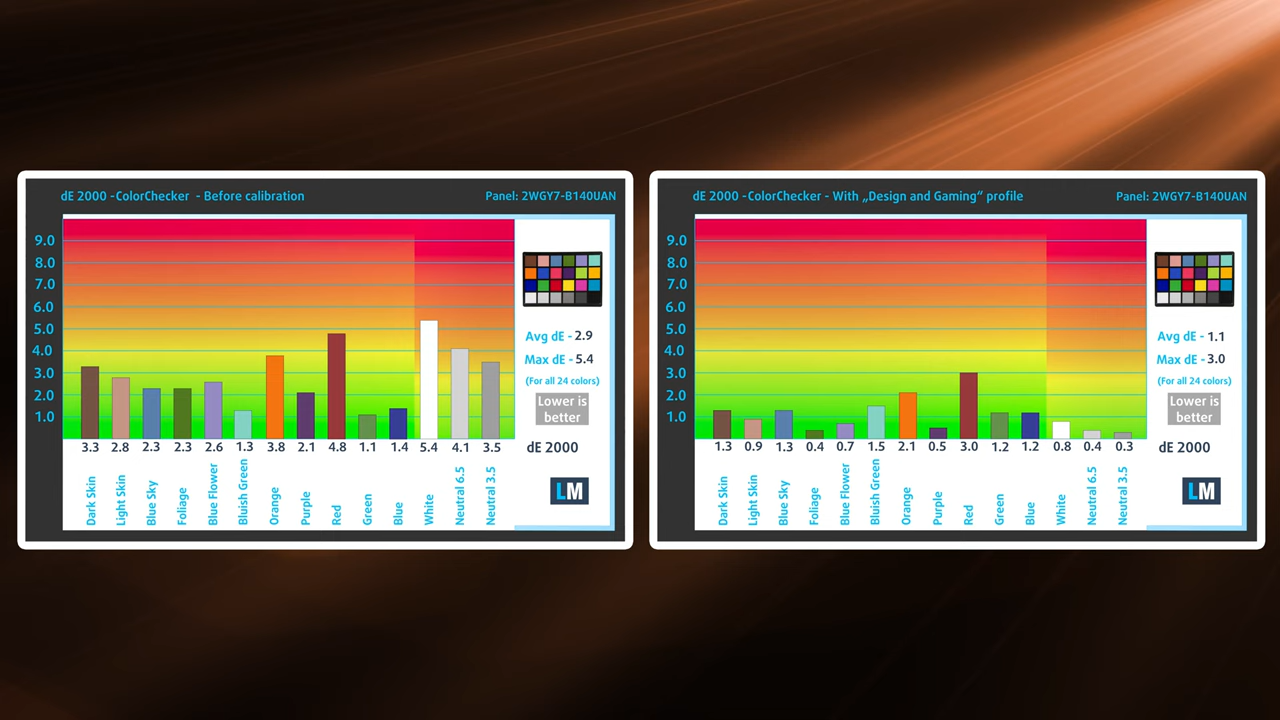 dE 2000 -ColorChecker - Before calibration
Panel: 2WGY7-B140UAN
9.0
8.0
7.0
6.0
5.0
4.0
3.0
2.0
1.0
3.3 2.8 2.3 2.3 2.6 1.3 3.8 2.1 4.8 1.1 1.4 5.4 4.1 3.5
Dark Skin
Light Skin
Blue Sky
Foliage
Blue Flower
Bluish Green
Orange
Purple
Red
Green
Blue
White
Neutral 6.5
Neutral 3.5
Avg dE - 2.9
Max dE - 5.4
(For all 24 colors)
Lower is
better
dE 2000
LM
dE 2000 -ColorChecker - With „Design and Gaming“ profile
Panel: 2WGY7-B140UAN
9.0
8.0
7.0
6.0
5.0
4.0
3.0
2.0
1.0
1.3 0.9 1.3 0.4 0.7 1.5 2.1 0.5 3.0 1.2 1.2 0.8 0.4 0.3
Dark Skin
Light Skin
Blue Sky
Foliage
Blue Flower
Bluish Green
Orange
Purple
Red
Green
Blue
White
Neutral 6.5
Neutral 3.5
Avg dE - 1.1
Max dE - 3.0
(For all 24 colors)
Lower is
better
dE 2000
LM